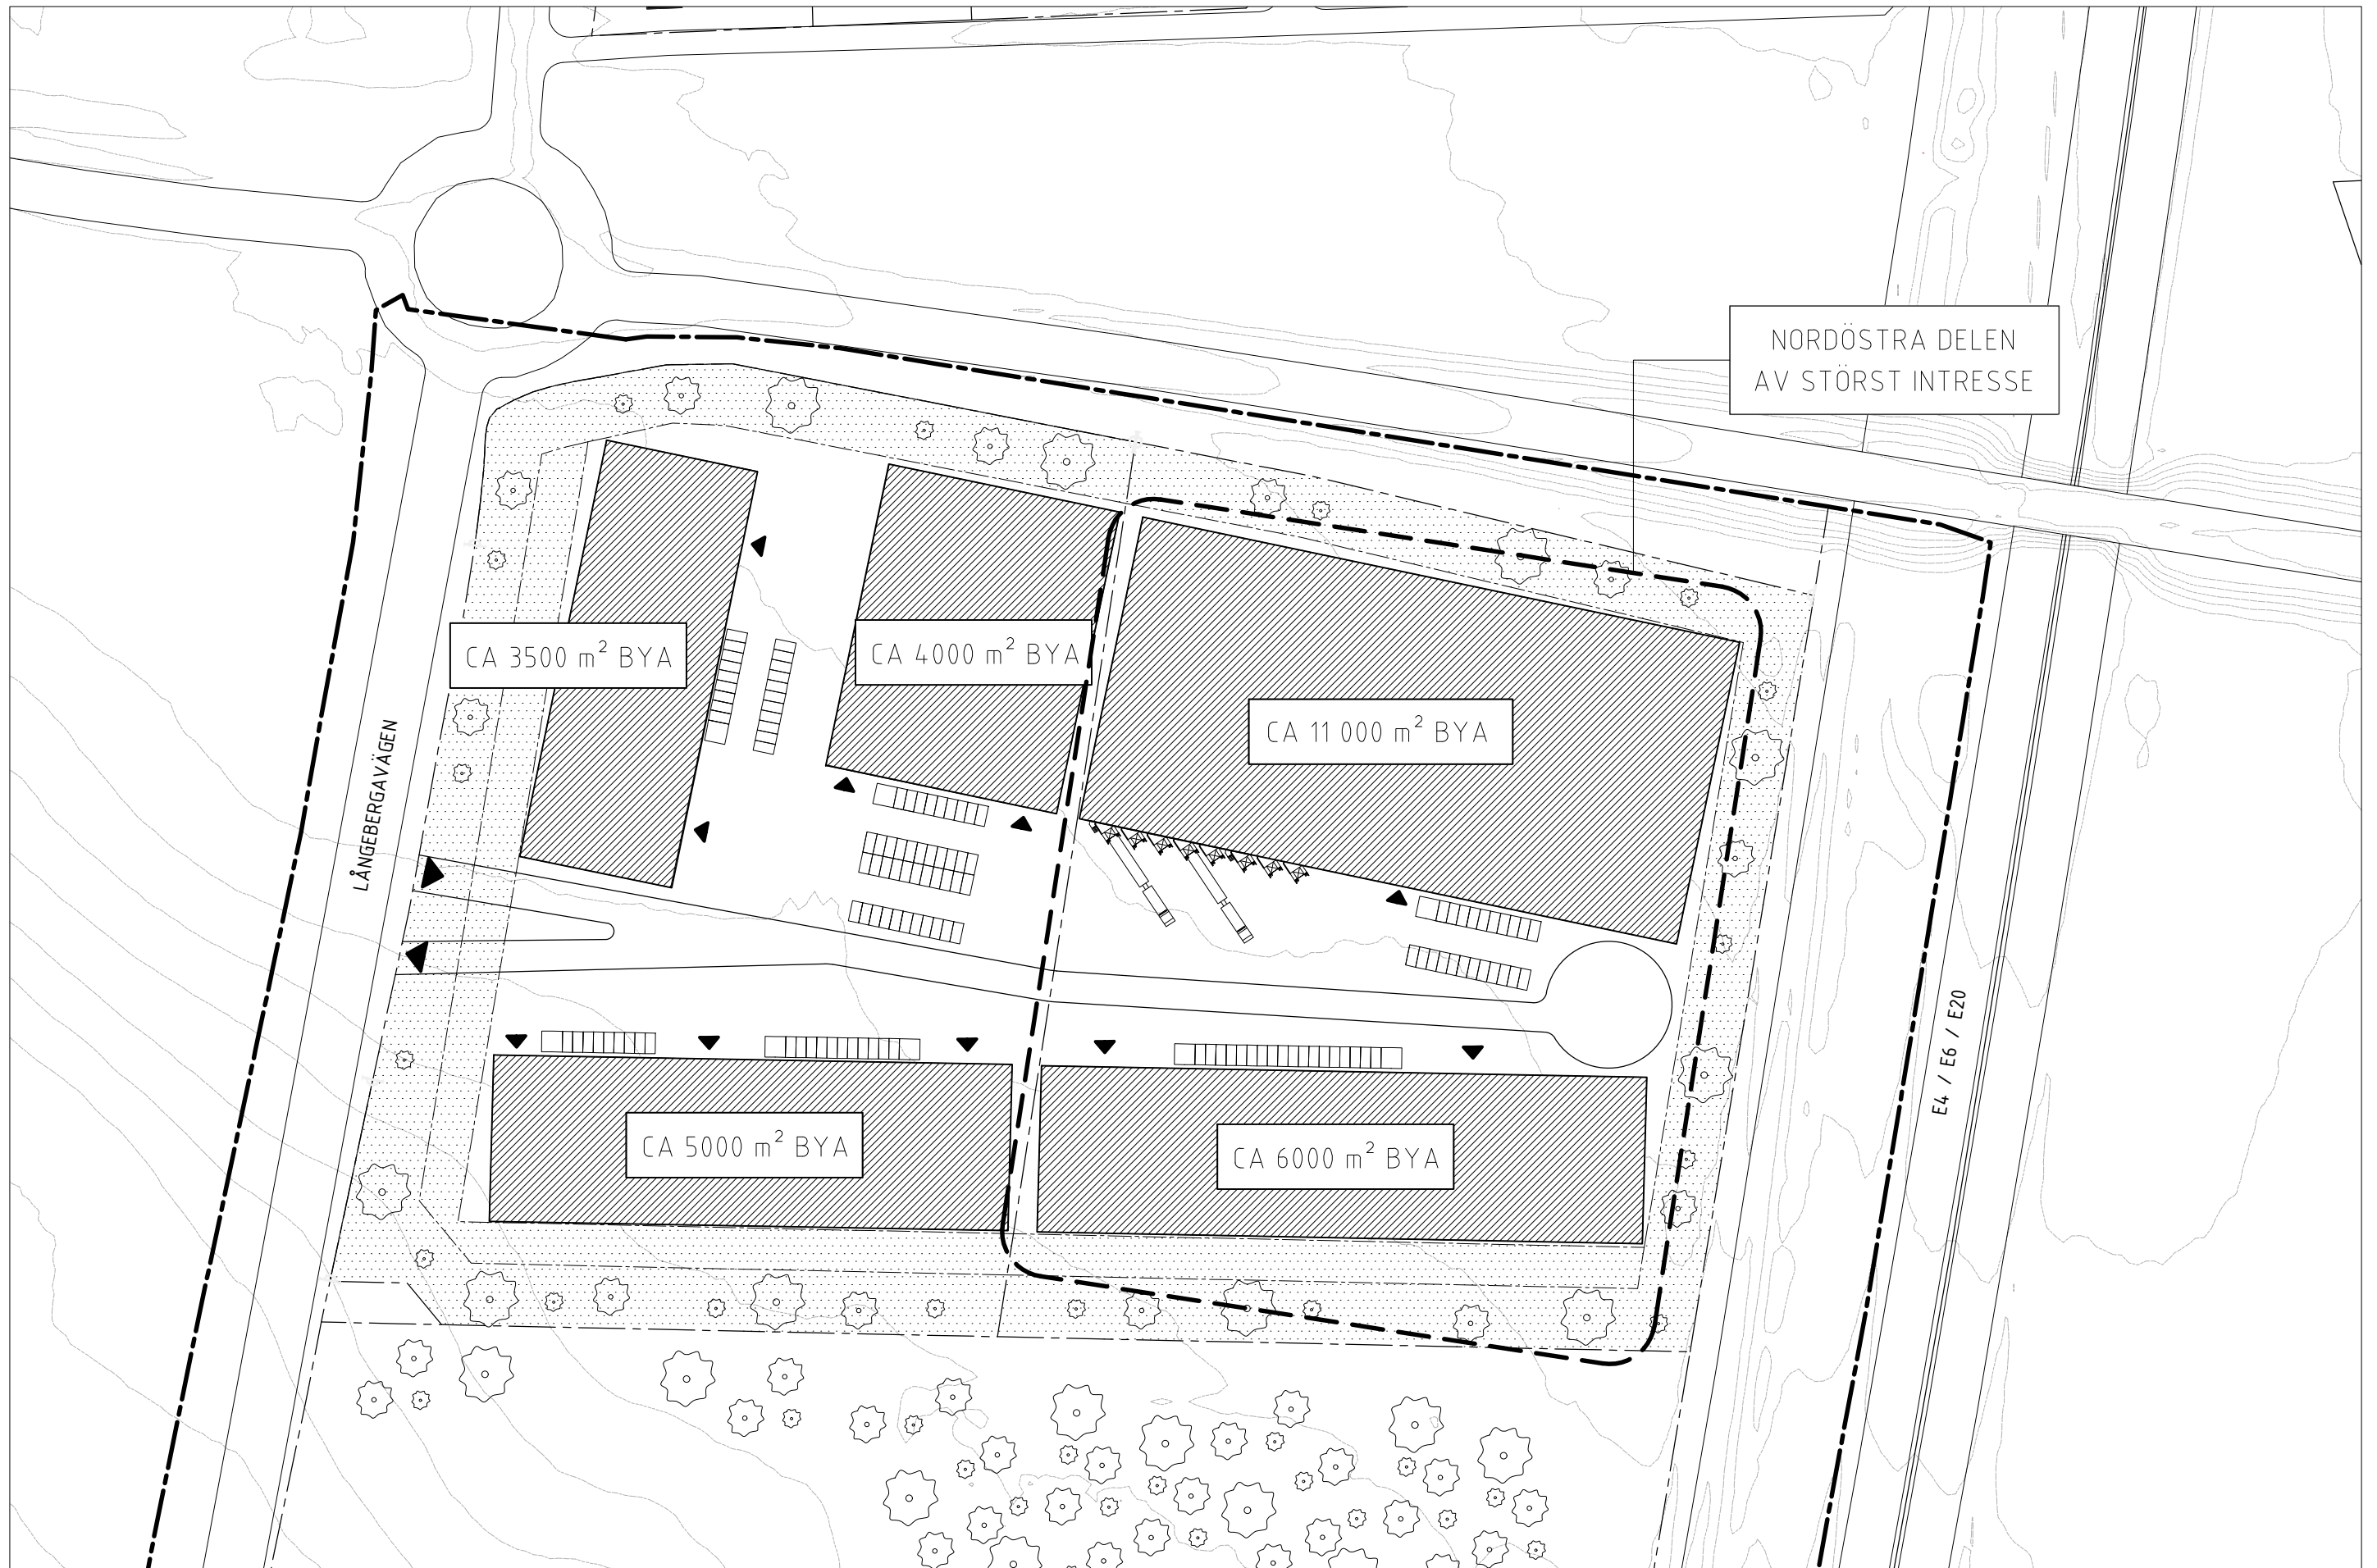 NORDÖSTRA DELEN
AV STÖRST INTRESSE
CA 3500 m² BYA
CA 4000 m² BYA
CA 11 000 m² BYA
LÅNGEBERGAVÄGEN
E4 / E6 / E20
CA 5000 m² BYA
CA 6000 m² BYA